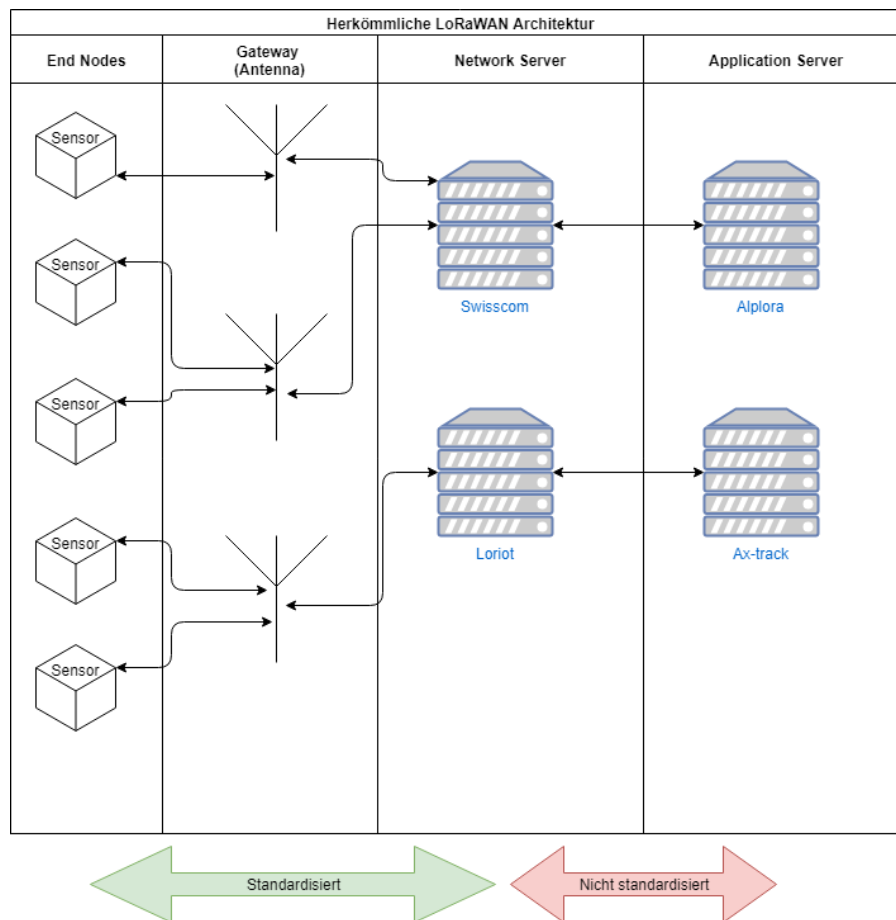 Herkömmliche LoRaWAN Architektur
End Nodes
Gateway
(Antenna)
Network Server
Application Server
Sensor
Sensor
Sensor
Sensor
Sensor
Swisscom
Alplora
Loriot
Ax-track
Standardisiert
Nicht standardisiert